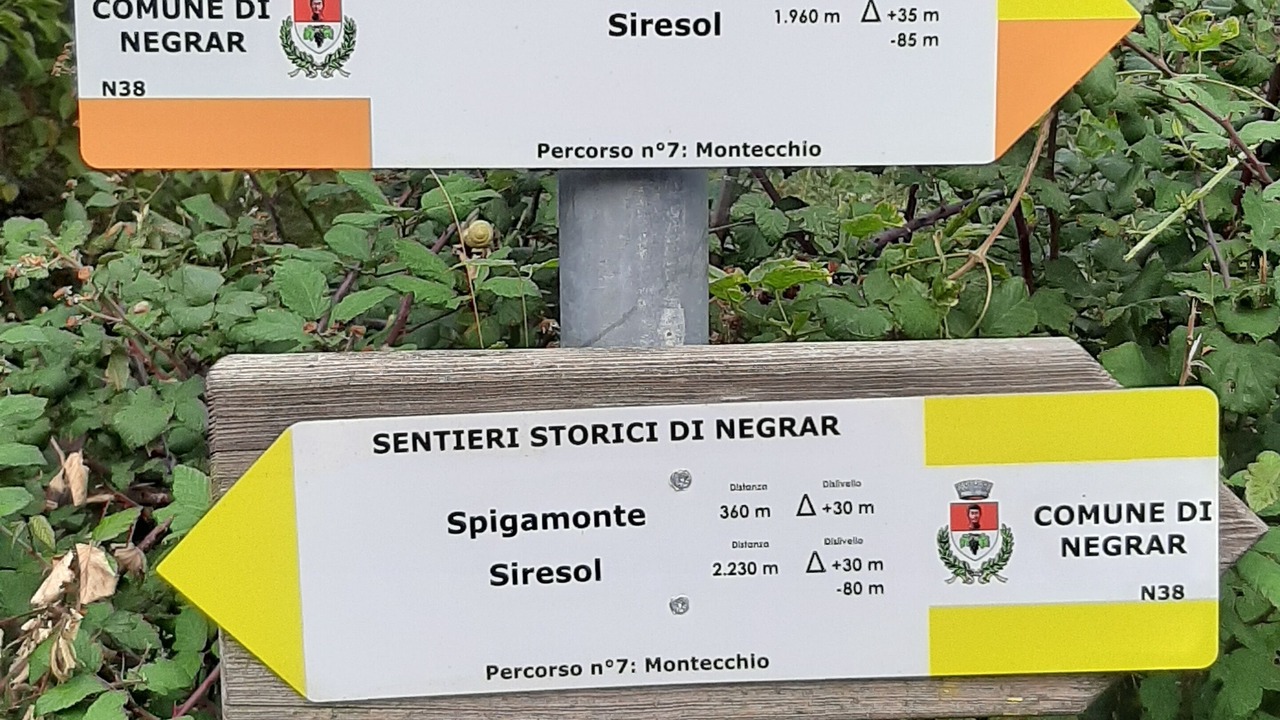 COMUNE DI
NEGRAR
N38
Siresol 1.960 m Δ +35 m
-85 m
Percorso n°7: Montecchio
SENTIERI STORICI DI NEGRAR
Distanza Dislivello
Spigamonte 360 m Δ +30 m
Distanza Dislivello
Siresol 2.230 m Δ +30 m
-80 m
Percorso n°7: Montecchio
COMUNE DI
NEGRAR
N38